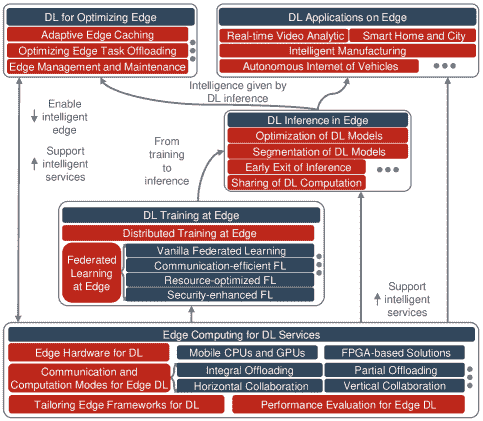 DL for Optimizing Edge
Adaptive Edge Caching
Optimizing Edge Task Offloading
Edge Management and Maintenance
DL Applications on Edge
Real-time Video Analytic
Smart Home and City
Intelligent Manufacturing
Autonomous Internet of Vehicles
Intelligence given by
DL inference
Enable
intelligent
edge
Support
intelligent
services
From
training
to
inference
DL Inference in Edge
Optimization of DL Models
Segmentation of DL Models
Early Exit of Inference
Sharing of DL Computation
DL Training at Edge
Distributed Training at Edge
Federated
Learning
at Edge
Vanilla Federated Learning
Communication-efficient FL
Resource-optimized FL
Security-enhanced FL
Support
intelligent
services
Edge Computing for DL Services
Edge Hardware for DL
Mobile CPUs and GPUs
FPGA-based Solutions
Communication and
Computation Modes for Edge DL
Integral Offloading
Partial Offloading
Horizontal Collaboration
Vertical Collaboration
Tailoring Edge Frameworks for DL
Performance Evaluation for Edge DL